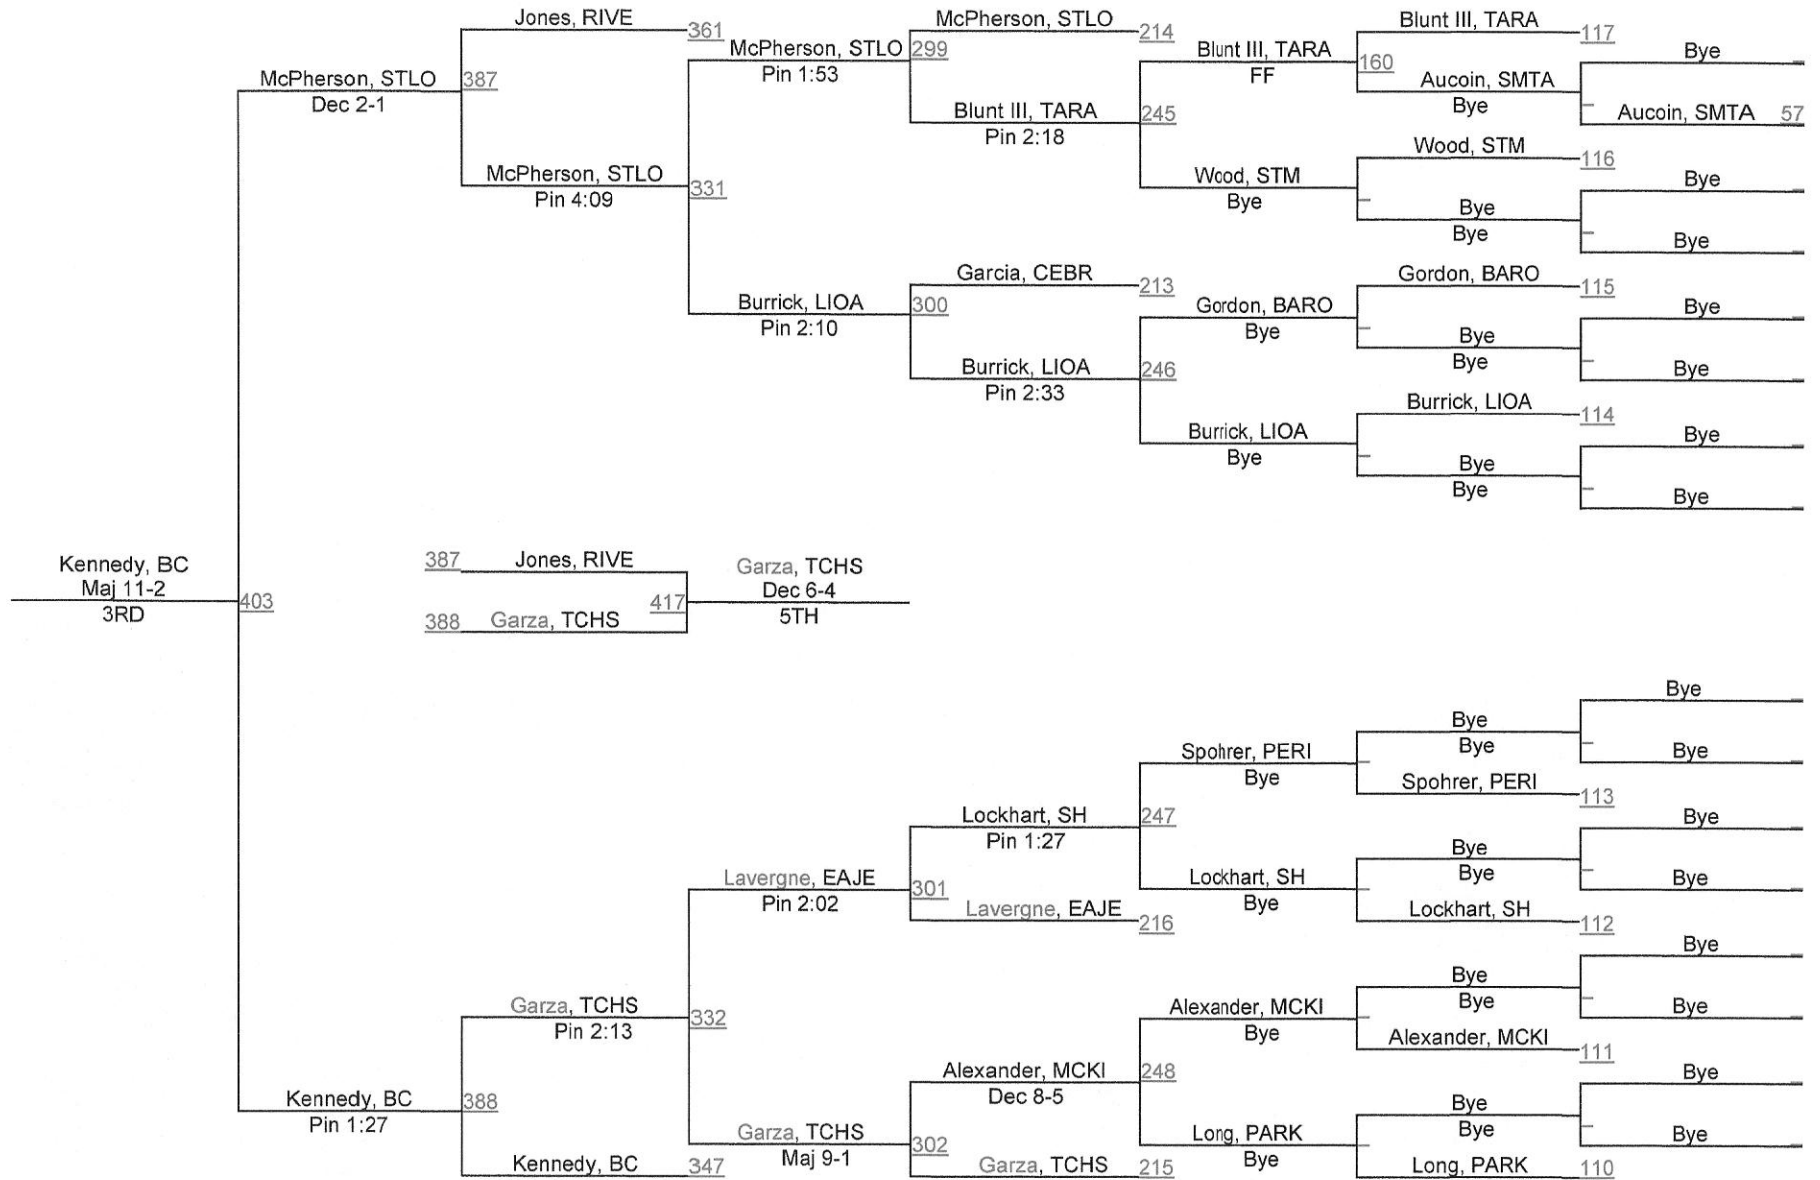 Jones, RIVE
361
McPherson, STLO
Dec 2-1
387
McPherson, STLO
Pin 4:09
331
McPherson, STLO
Pin 1:53
299
McPherson, STLO
214
Blunt III, TARA
Pin 2:18
245
Blunt III, TARA
FF
160
Blunt III, TARA
117
Aucoin, SMTA
Bye
Bye
Aucoin, SMTA 57
Wood, STM
Bye
Wood, STM
116
Bye
Bye
Bye
Bye
Burrick, LIOA
Pin 2:10
300
Garcia, CEBR
213
Burrick, LIOA
Pin 2:33
246
Gordon, BARO
Bye
Gordon, BARO
115
Bye
Bye
Bye
Bye
Burrick, LIOA
Bye
Burrick, LIOA
114
Bye
Bye
Bye
Bye
Kennedy, BC
Maj 11-2
3RD
403
387 Jones, RIVE
388 Garza, TCHS
417
Garza, TCHS
Dec 6-4
5TH
Kennedy, BC
Pin 1:27
388
Garza, TCHS
Pin 2:13
332
Kennedy, BC
347
Lavergne, EAJE
Pin 2:02
301
Lockhart, SH
Pin 1:27
247
Lavergne, EAJE
216
Spohrer, PERI
Bye
Bye
Bye
Bye
Bye
Spohrer, PERI
113
Lockhart, SH
Bye
Bye
Bye
Bye
Bye
Lockhart, SH
112
Garza, TCHS
Maj 9-1
302
Alexander, MCKI
Dec 8-5
248
Garza, TCHS
215
Alexander, MCKI
Bye
Bye
Bye
Bye
Bye
Alexander, MCKI
111
Long, PARK
Bye
Bye
Bye
Bye
Bye
Long, PARK
110